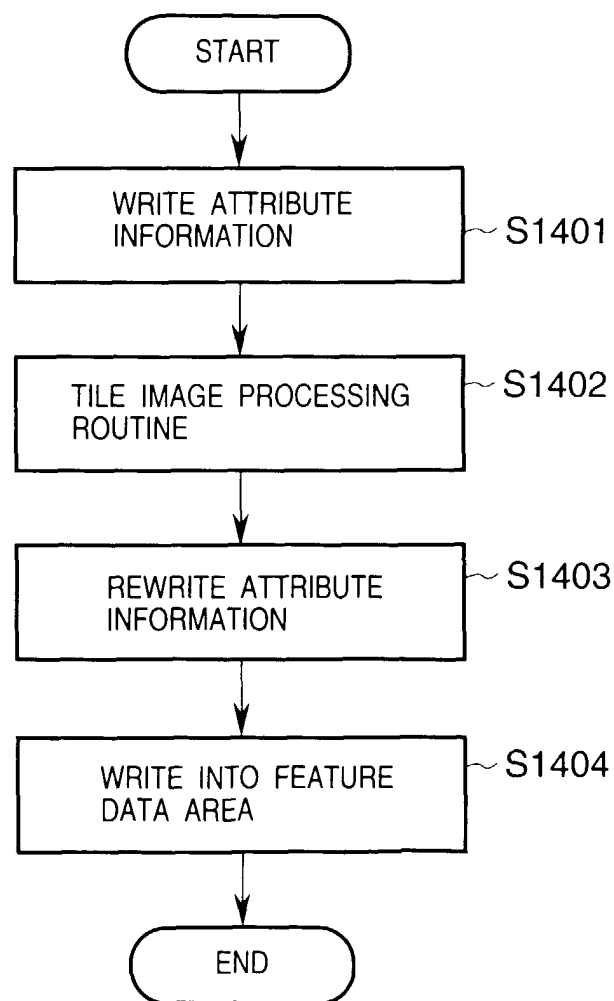 START
WRITE ATTRIBUTE
INFORMATION
S1401
TILE IMAGE PROCESSING
ROUTINE
S1402
REWRITE ATTRIBUTE
INFORMATION
S1403
WRITE INTO FEATURE
DATA AREA
S1404
END